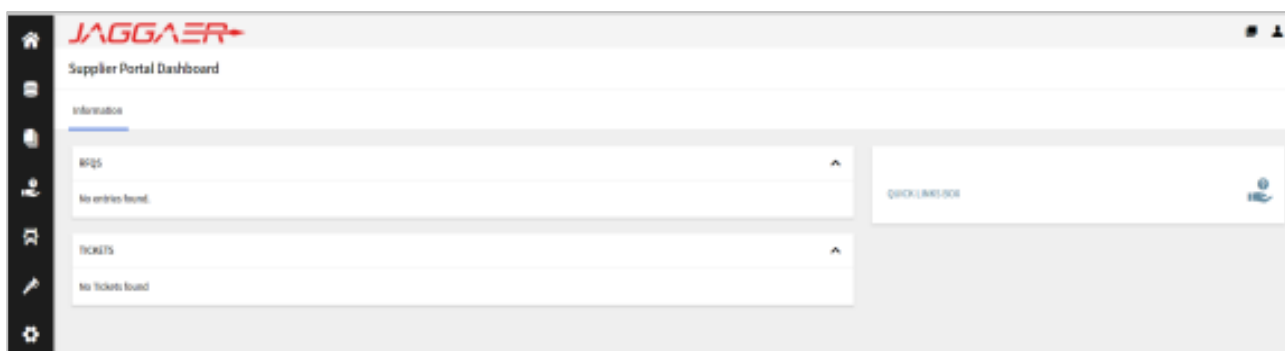 JAGGAER
Supplier Portal Dashboard
Information
RFQS
No entries found.
QUICK LINKS BOX
TICKETS
No Tickets found